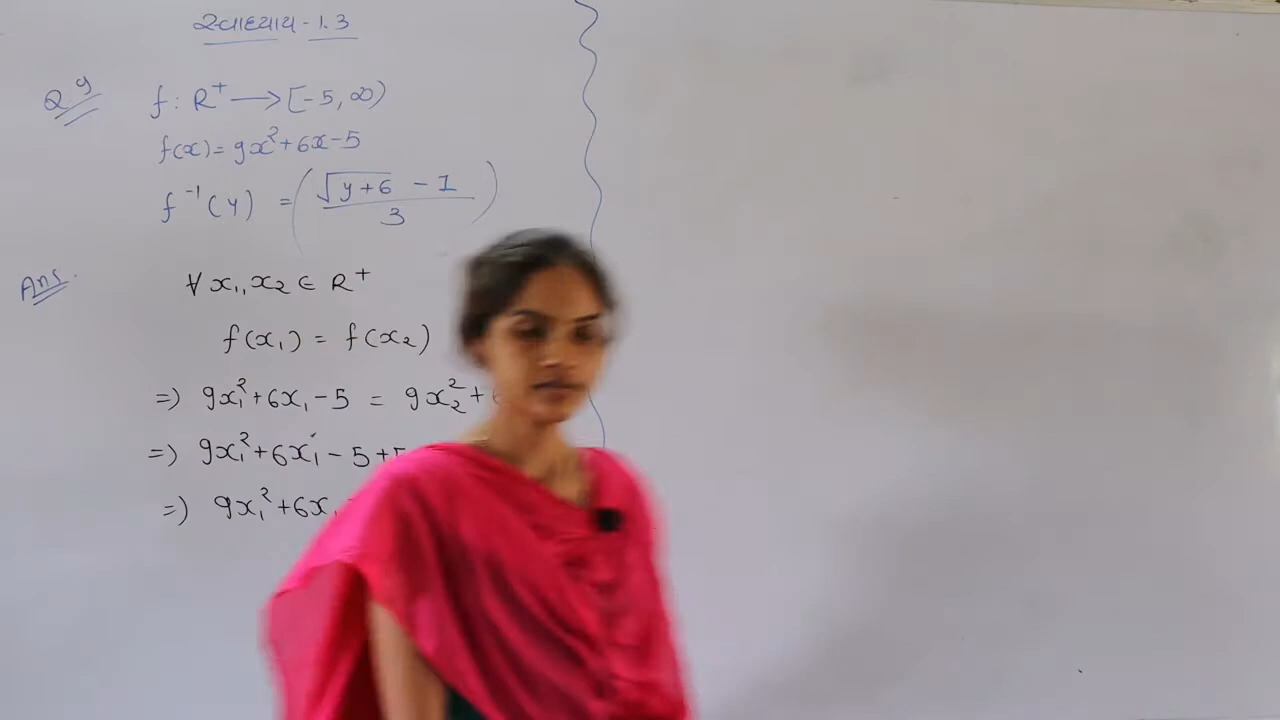 સ્વાધ્યાય - 1.3
Q 9
f : R⁺ ⟶ [-5, ∞)
f(x) = 9x² + 6x - 5
f⁻¹(y) = (√(y+6) - 1 / 3)
Ans.
∀ x₁, x₂ ∈ R⁺
f(x₁) = f(x₂)
⇒ 9x₁² + 6x₁ - 5 = 9x₂² +
⇒ 9x₁² + 6x₁ - 5 +
⇒ 9x₁² + 6x₁